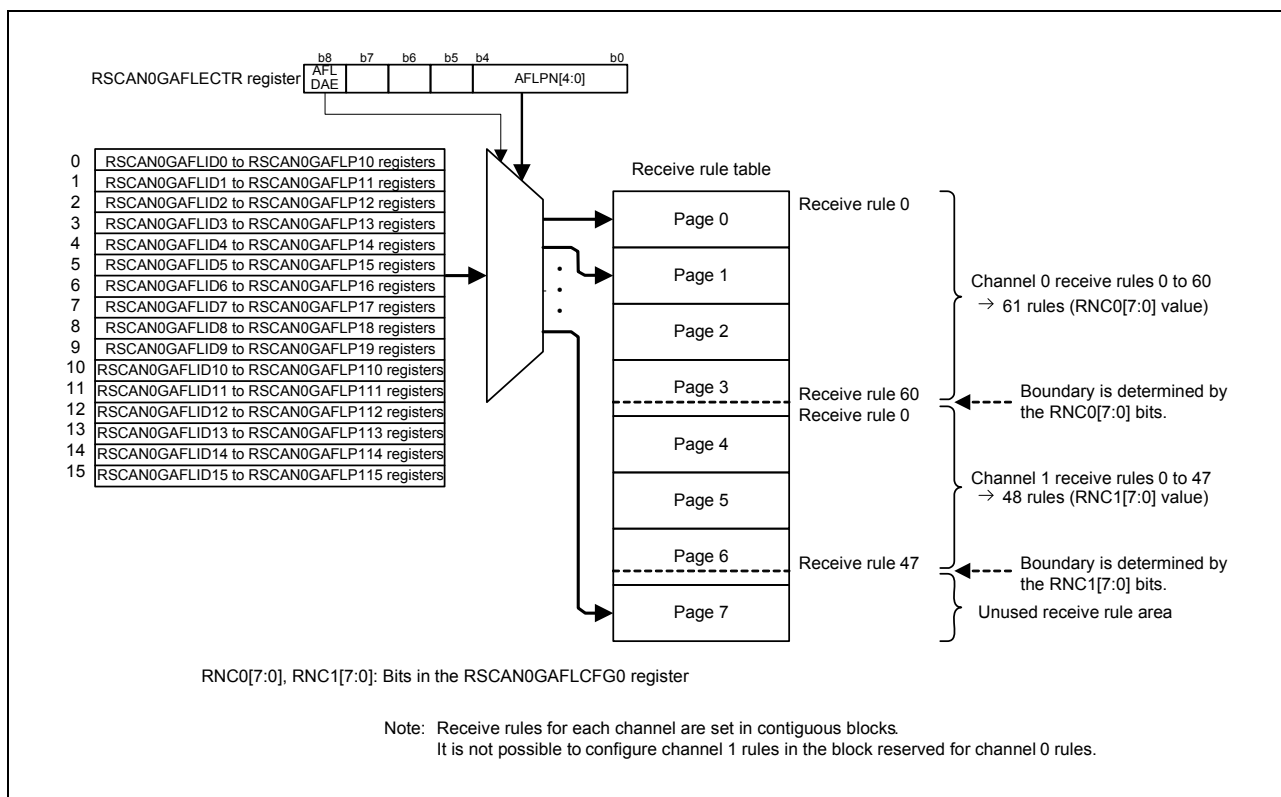 b8 b7 b6 b5 b4 b0
RSCAN0GAFLECTR register
AFL
DAE
AFLPN[4:0]
0 RSCAN0GAFLID0 to RSCAN0GAFLP10 registers
1 RSCAN0GAFLID1 to RSCAN0GAFLP11 registers
2 RSCAN0GAFLID2 to RSCAN0GAFLP12 registers
3 RSCAN0GAFLID3 to RSCAN0GAFLP13 registers
4 RSCAN0GAFLID4 to RSCAN0GAFLP14 registers
5 RSCAN0GAFLID5 to RSCAN0GAFLP15 registers
6 RSCAN0GAFLID6 to RSCAN0GAFLP16 registers
7 RSCAN0GAFLID7 to RSCAN0GAFLP17 registers
8 RSCAN0GAFLID8 to RSCAN0GAFLP18 registers
9 RSCAN0GAFLID9 to RSCAN0GAFLP19 registers
10 RSCAN0GAFLID10 to RSCAN0GAFLP110 registers
11 RSCAN0GAFLID11 to RSCAN0GAFLP111 registers
12 RSCAN0GAFLID12 to RSCAN0GAFLP112 registers
13 RSCAN0GAFLID13 to RSCAN0GAFLP113 registers
14 RSCAN0GAFLID14 to RSCAN0GAFLP114 registers
15 RSCAN0GAFLID15 to RSCAN0GAFLP115 registers
Receive rule table
Page 0
Page 1
Page 2
Page 3
Page 4
Page 5
Page 6
Page 7
Receive rule 0
Receive rule 60
Receive rule 0
Receive rule 47
Channel 0 receive rules 0 to 60
→ 61 rules (RNC0[7:0] value)
Boundary is determined by
the RNC0[7:0] bits.
Channel 1 receive rules 0 to 47
→ 48 rules (RNC1[7:0] value)
Boundary is determined by
the RNC1[7:0] bits.
Unused receive rule area
RNC0[7:0], RNC1[7:0]: Bits in the RSCAN0GAFLCFG0 register
Note: Receive rules for each channel are set in contiguous blocks.
It is not possible to configure channel 1 rules in the block reserved for channel 0 rules.